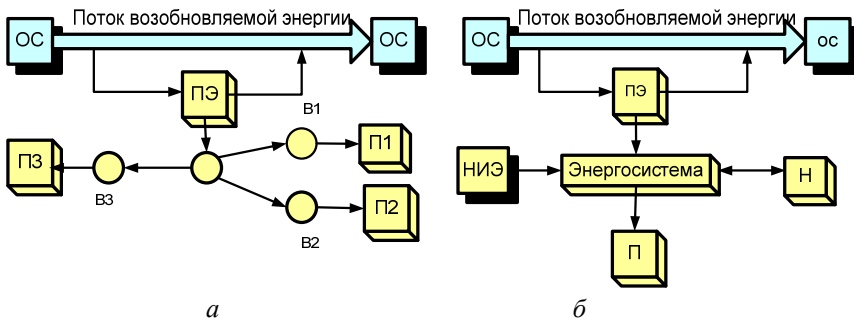 Поток возобновляемой энергии
ОС
ОС
ПЭ
В1
П1
П3
В3
П2
В2
а
Поток возобновляемой энергии
ОС
ос
ПЭ
НИЭ
Энергосистема
Н
П
б